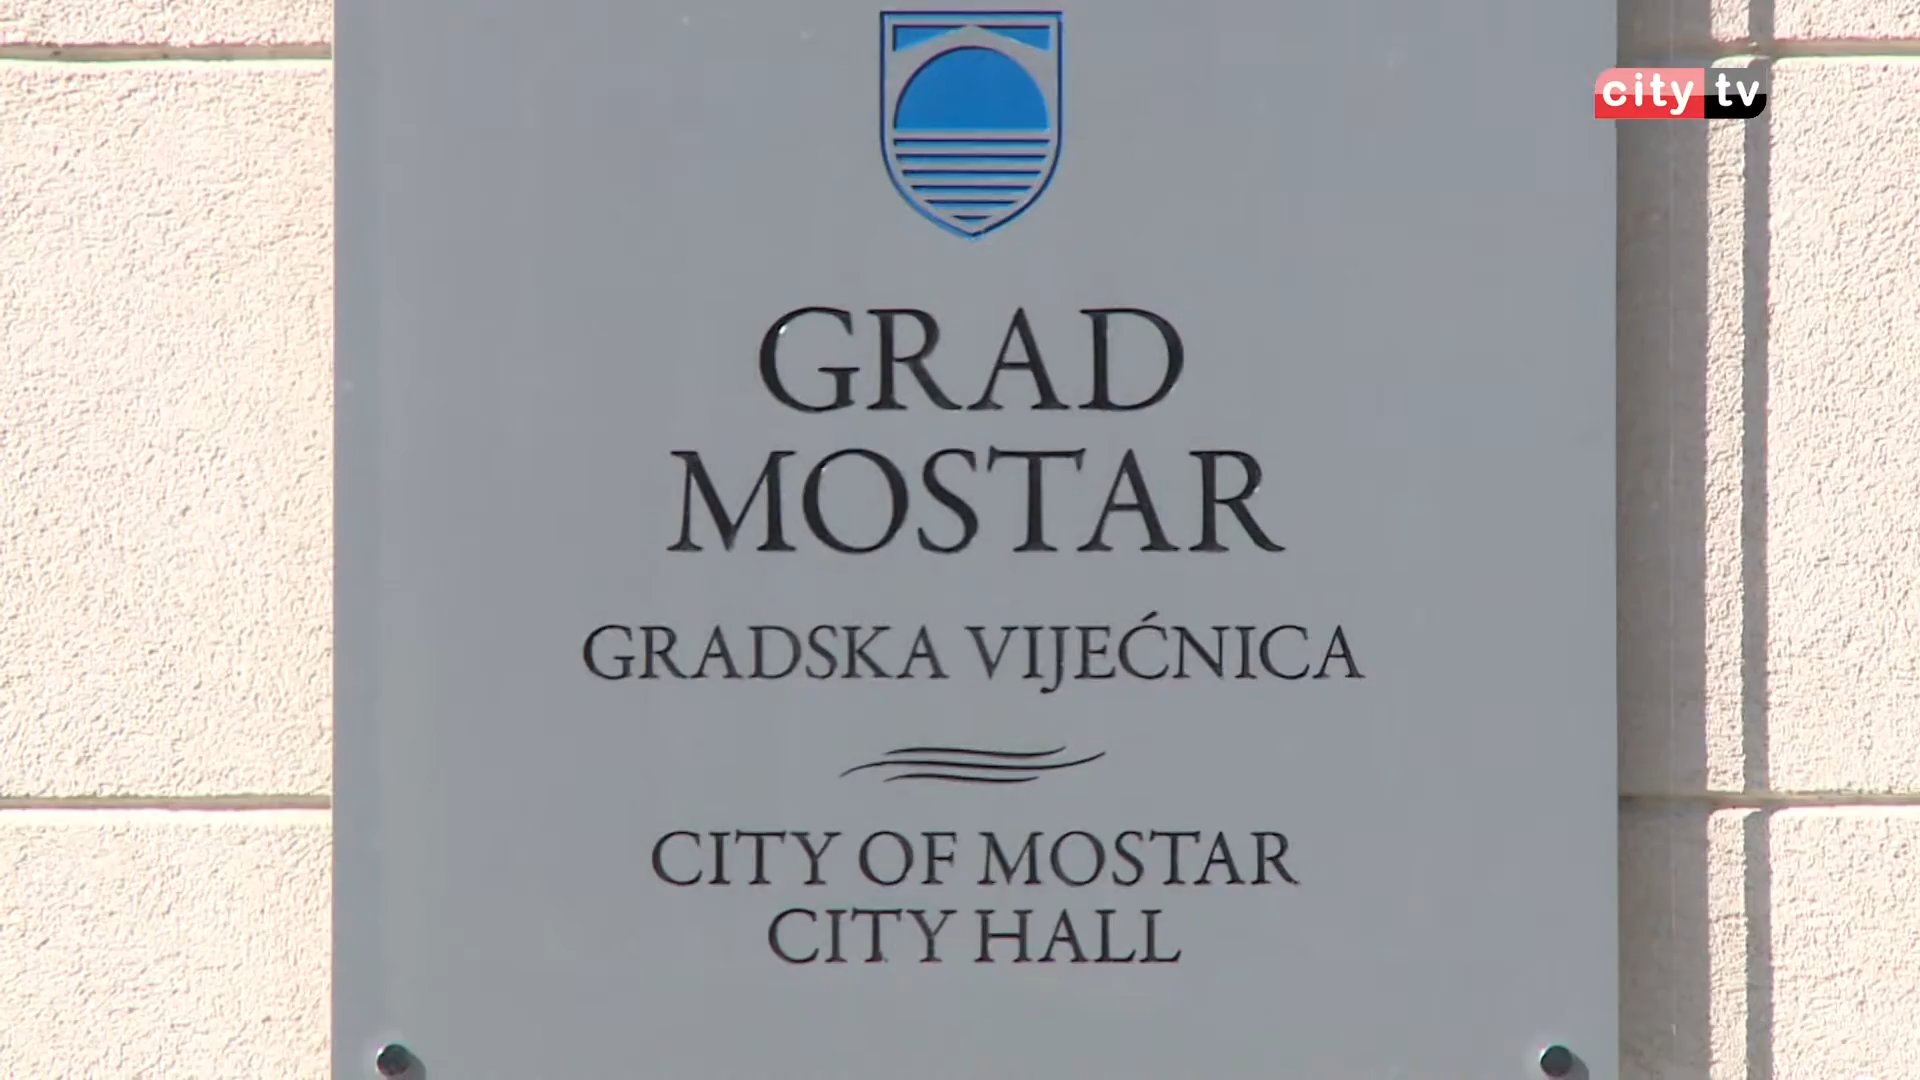 city tv
GRAD
MOSTAR
GRADSKA VIJEĆNICA
CITY OF MOSTAR
CITY HALL